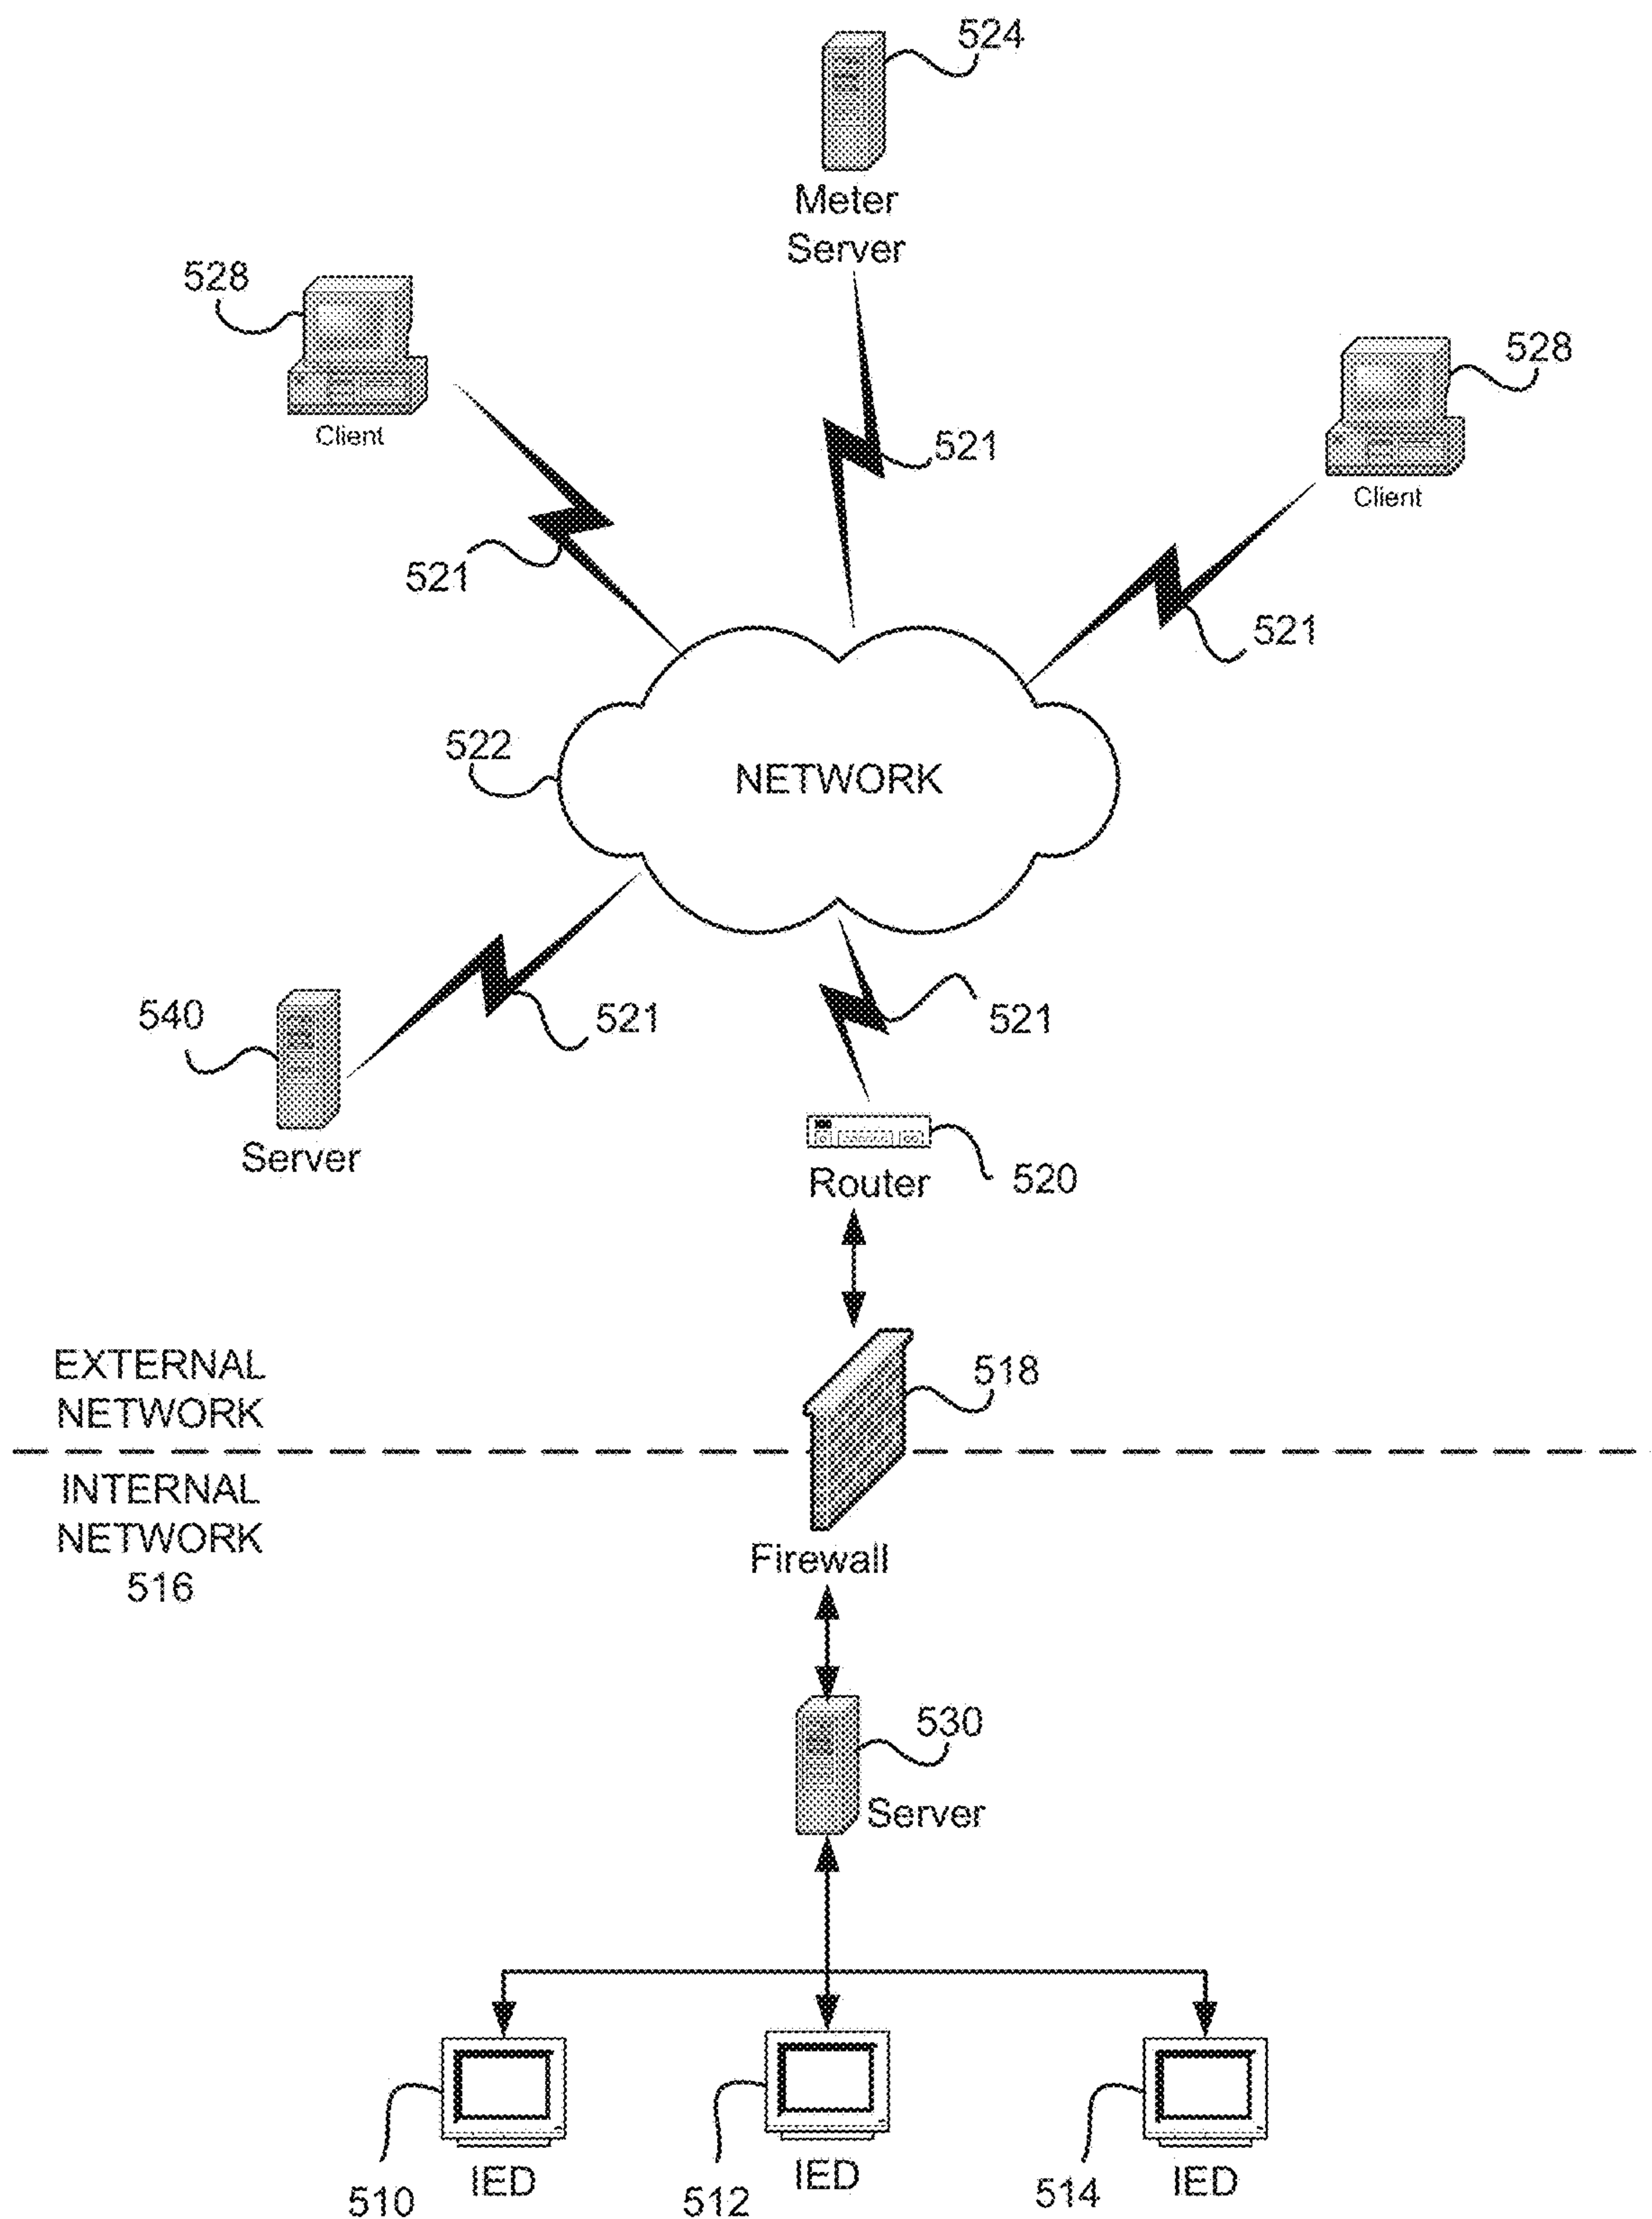 524
Meter
Server
528
Client
528
Client
521
521
521
522
NETWORK
540
Server
521
521
Router
520
EXTERNAL
NETWORK
518
INTERNAL
NETWORK
516
Firewall
530
Server
510
IED
512
IED
514
IED